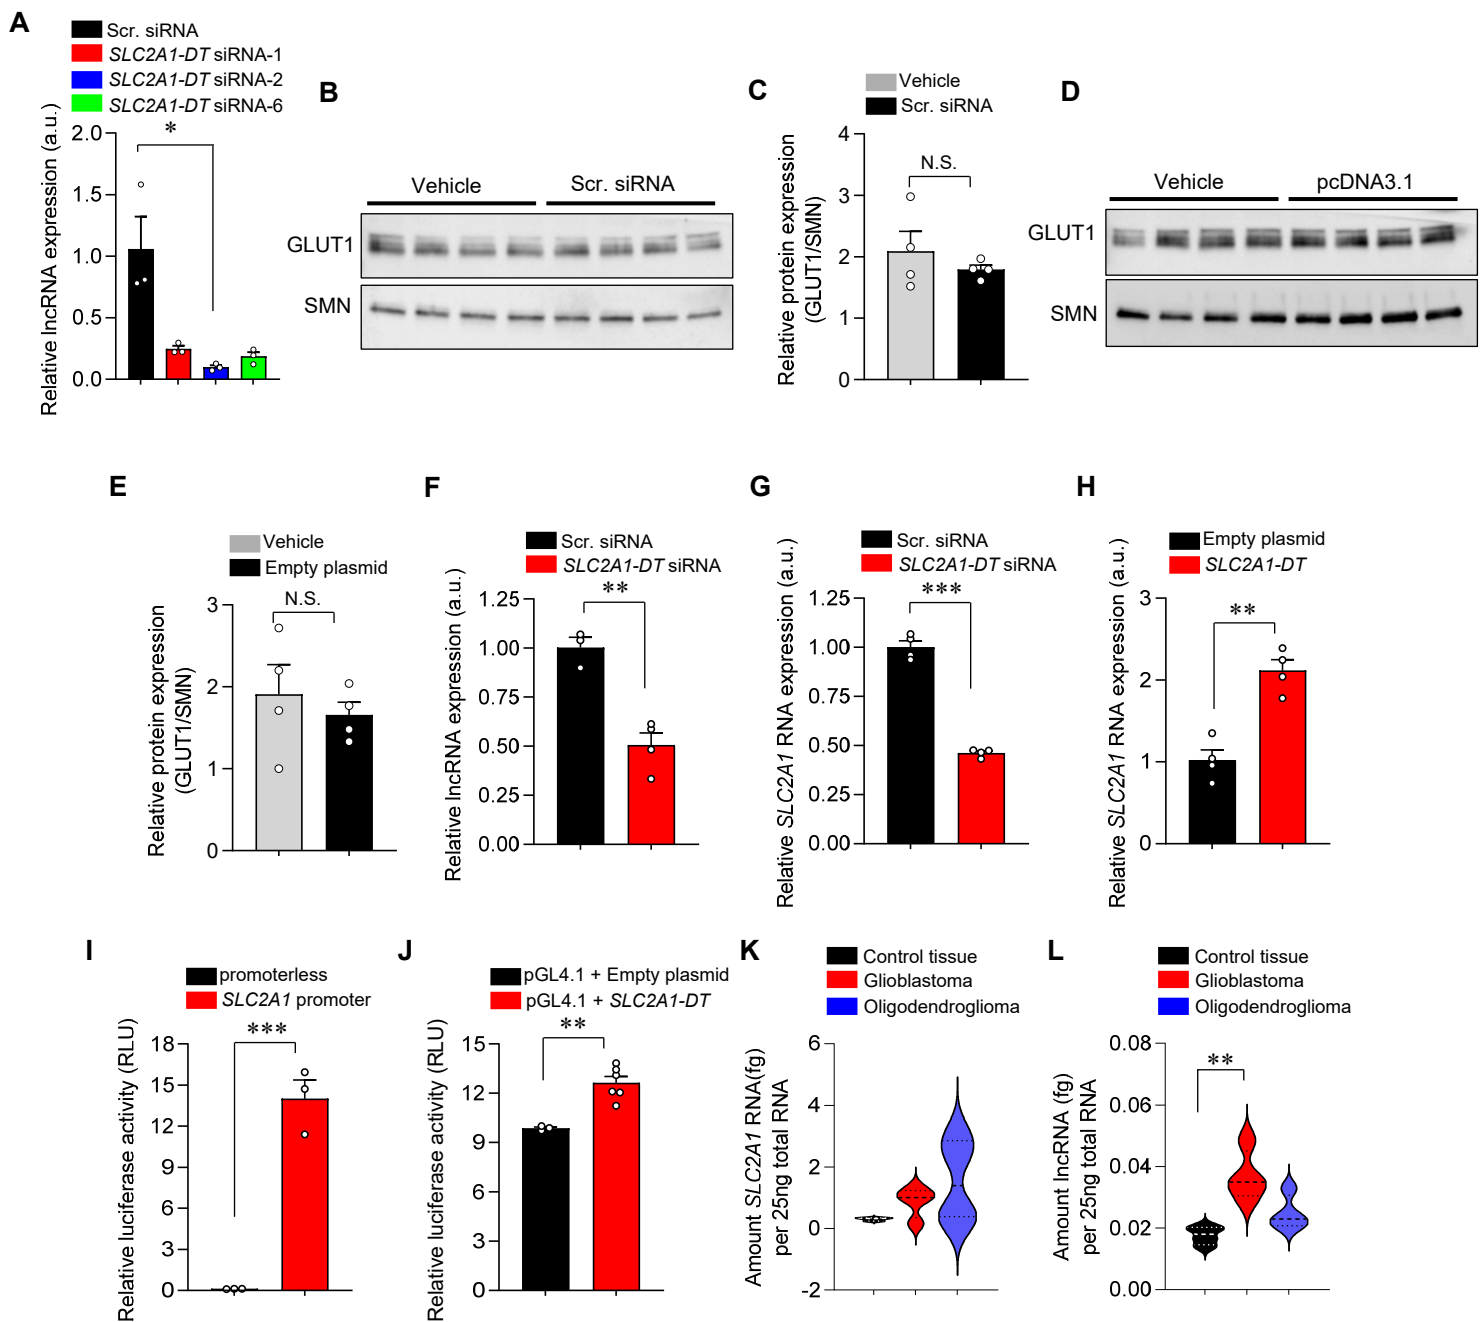 A
Scr. siRNA
SLC2A1-DT siRNA-1
SLC2A1-DT siRNA-2
SLC2A1-DT siRNA-6
Relative lncRNA expression (a.u.)
2.0
1.5
1.0
0.5
0.0
*
B
Vehicle
Scr. siRNA
GLUT1
SMN
C
Vehicle
Scr. siRNA
Relative protein expression
(GLUT1/SMN)
4
3
2
1
0
N.S.
D
Vehicle
pcDNA3.1
GLUT1
SMN
E
Vehicle
Empty plasmid
Relative protein expression
(GLUT1/SMN)
3
2
1
0
N.S.
F
Scr. siRNA
SLC2A1-DT siRNA
Relative lncRNA expression (a.u.)
1.25
1.00
0.75
0.50
0.25
0.00
**
G
Scr. siRNA
SLC2A1-DT siRNA
Relative SLC2A1 RNA expression (a.u.)
1.25
1.00
0.75
0.50
0.25
0.00
***
H
Empty plasmid
SLC2A1-DT
Relative SLC2A1 RNA expression (a.u.)
3
2
1
0
**
I
promoterless
SLC2A1 promoter
Relative luciferase activity (RLU)
18
15
12
9
6
3
0
***
J
pGL4.1 + Empty plasmid
pGL4.1 + SLC2A1-DT
Relative luciferase activity (RLU)
15
12
9
6
3
0
**
K
Control tissue
Glioblastoma
Oligodendroglioma
Amount SLC2A1 RNA(fg)
per 25ng total RNA
6
4
2
0
-2
L
Control tissue
Glioblastoma
Oligodendroglioma
Amount lncRNA (fg)
per 25ng total RNA
0.08
0.06
0.04
0.02
0.00
**